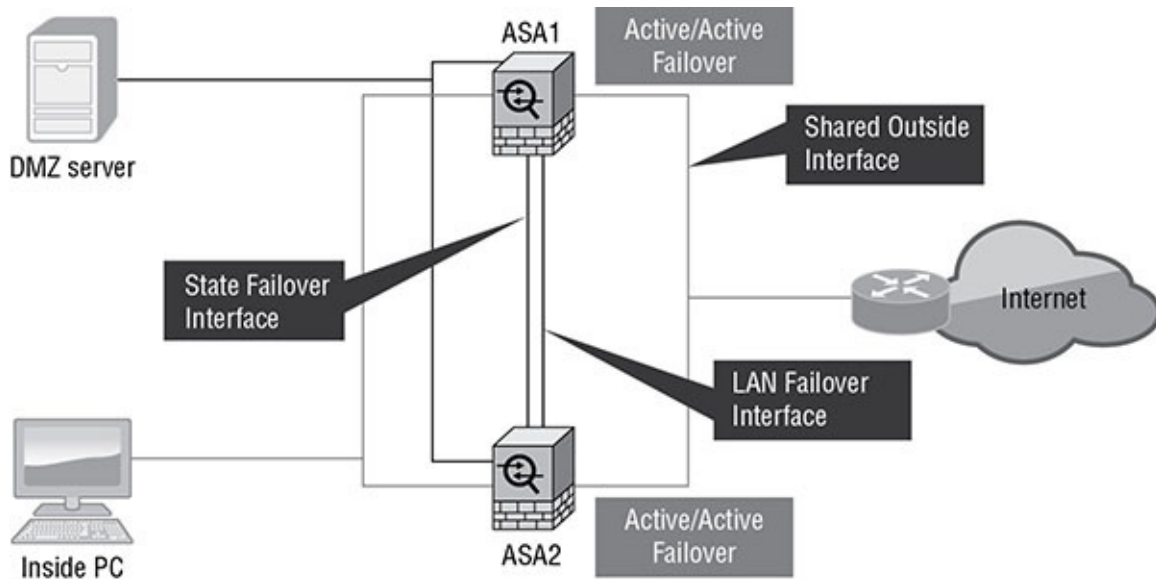 ASA1
Active/Active
Failover
DMZ server
Shared Outside
Interface
State Failover
Interface
Internet
LAN Failover
Interface
Inside PC
ASA2
Active/Active
Failover